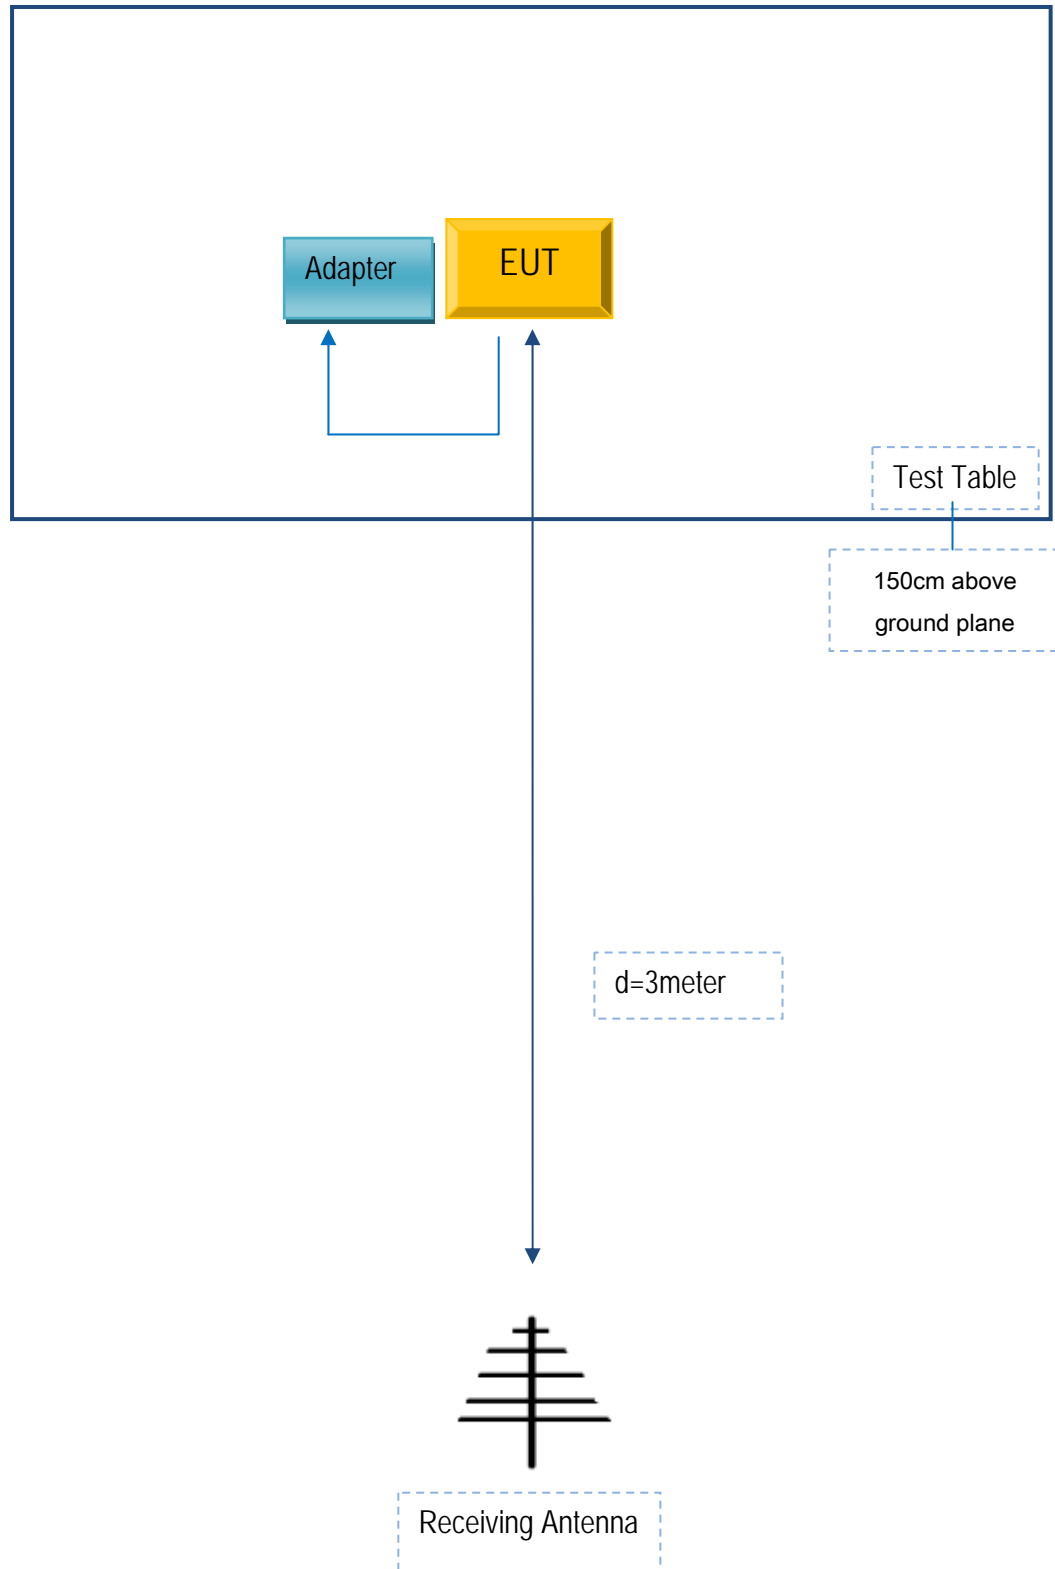 Adapter
EUT
Test Table
150cm above
ground plane
d=3meter
Receiving Antenna